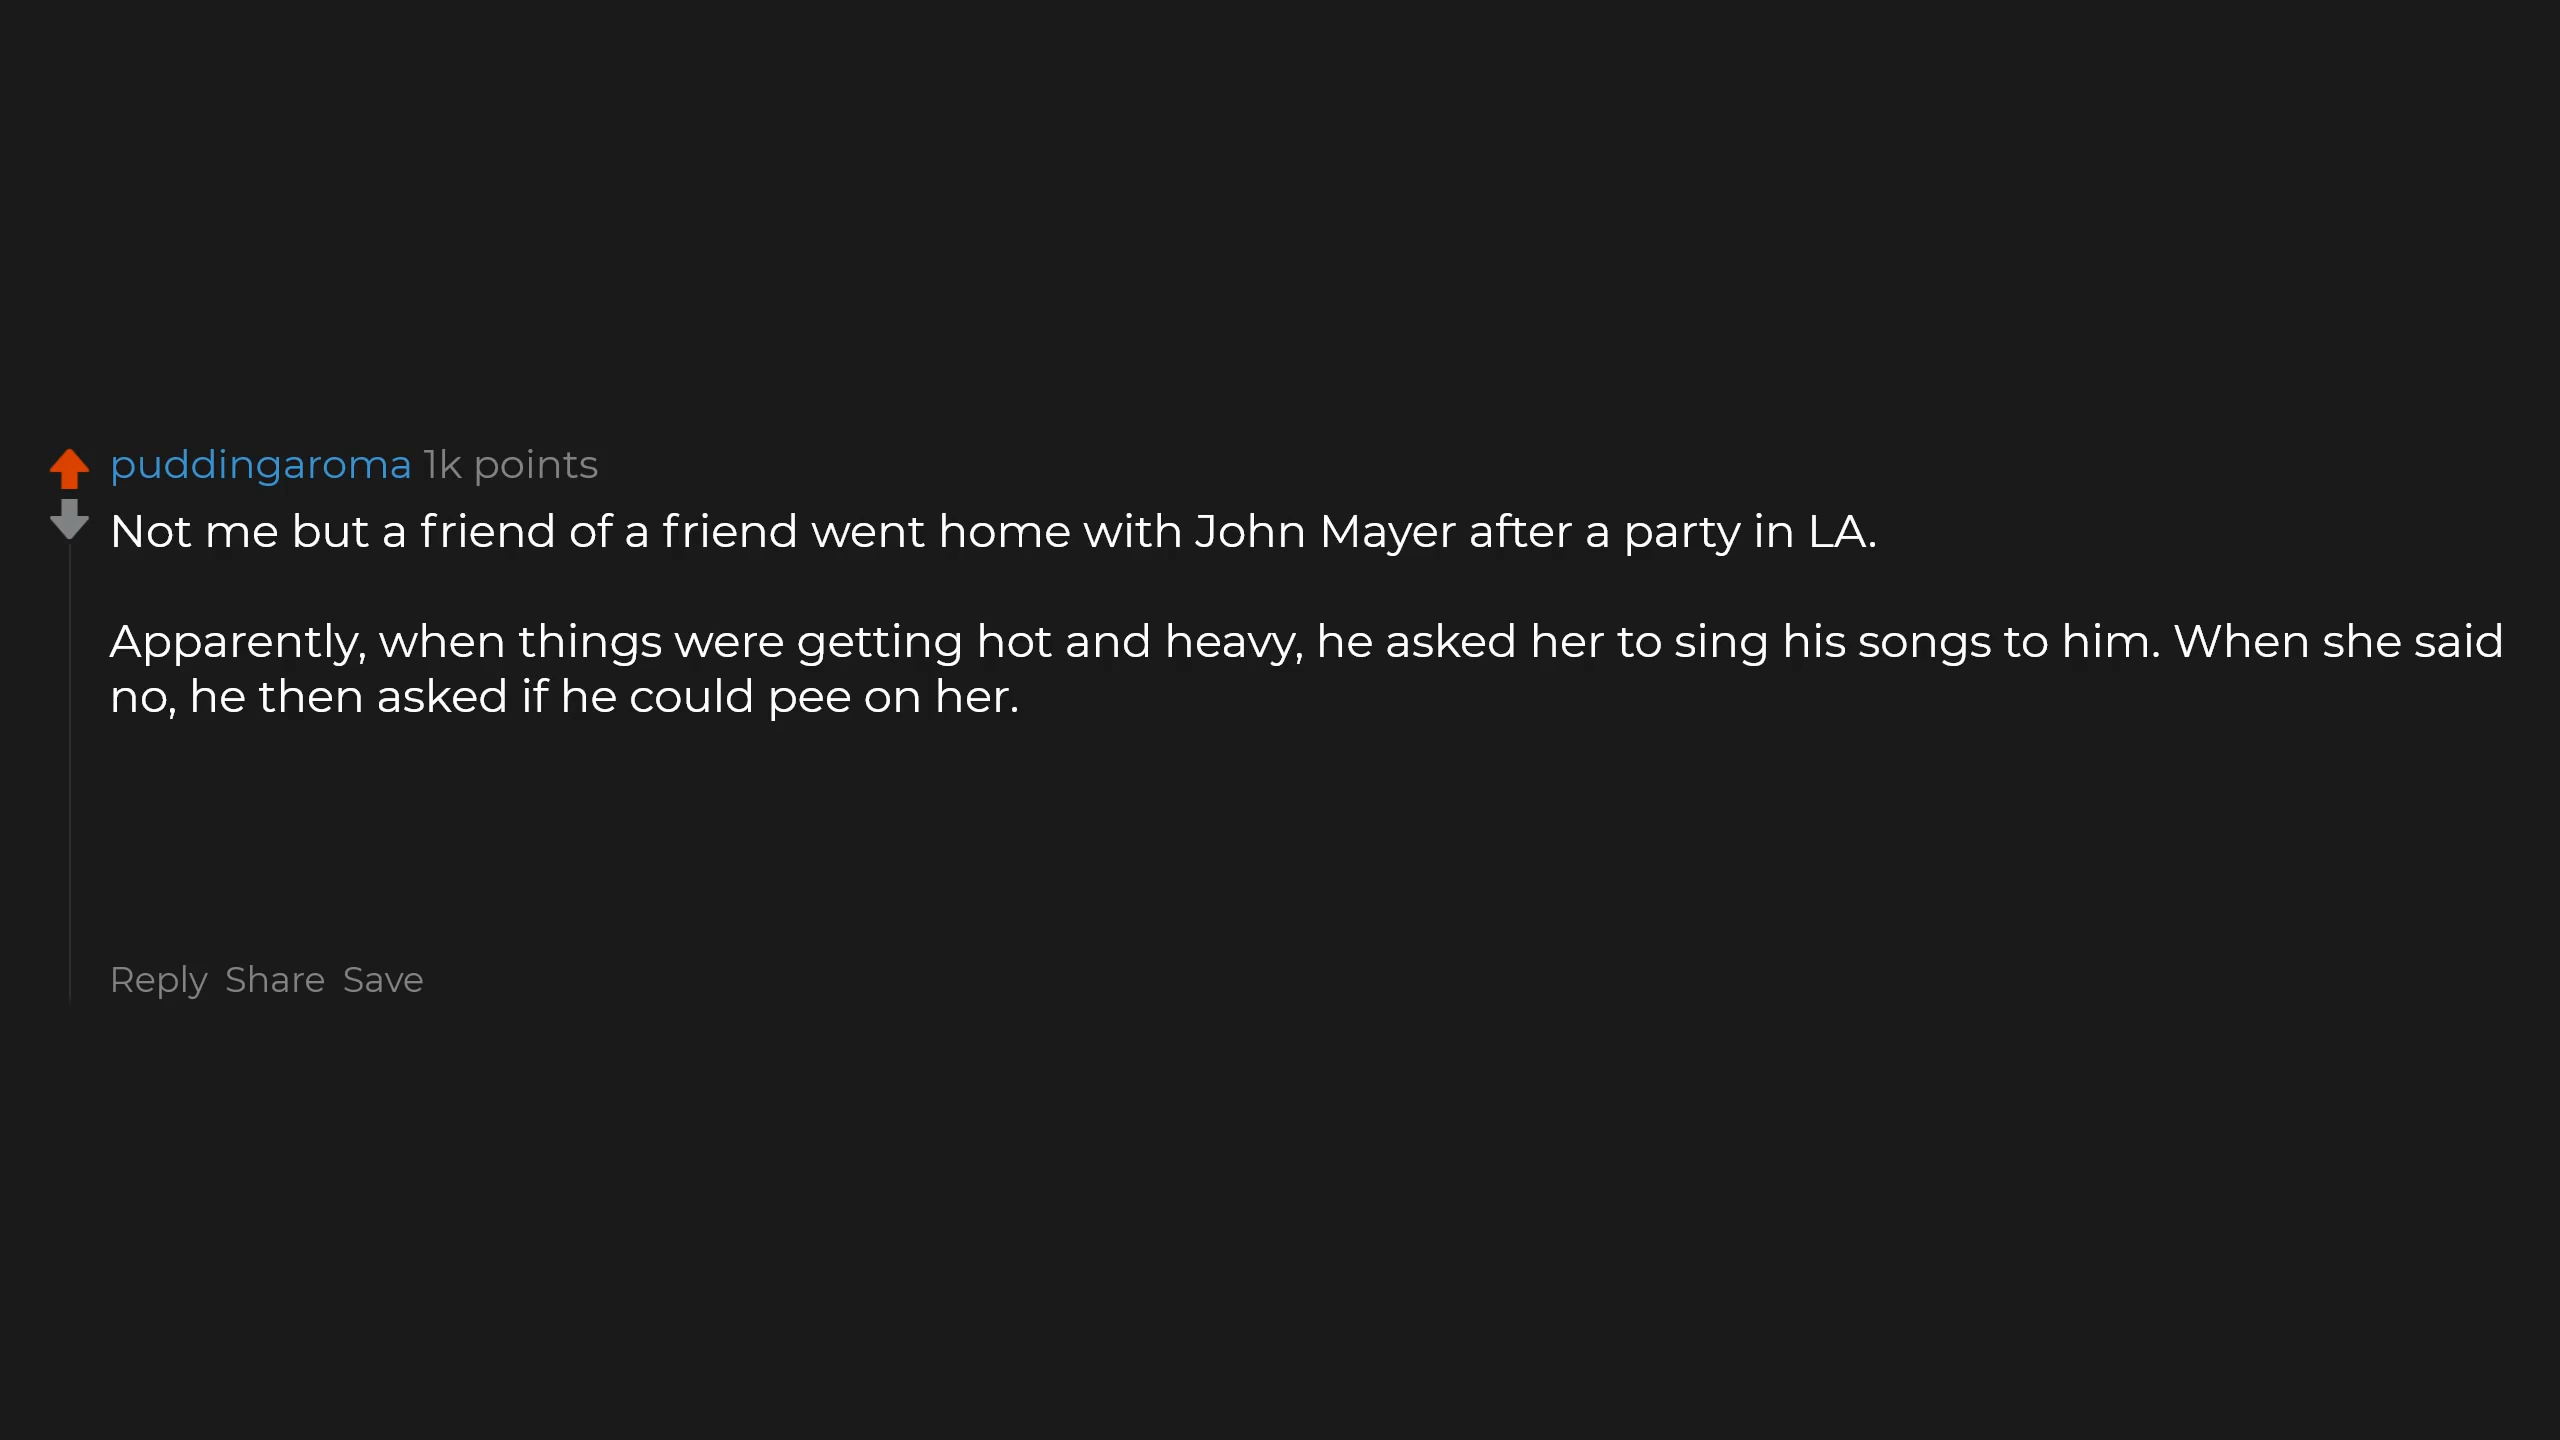 puddingaroma 1k points
Not me but a friend of a friend went home with John Mayer after a party in LA.
Apparently, when things were getting hot and heavy, he asked her to sing his songs to him. When she said
no, he then asked if he could pee on her.
Reply Share Save